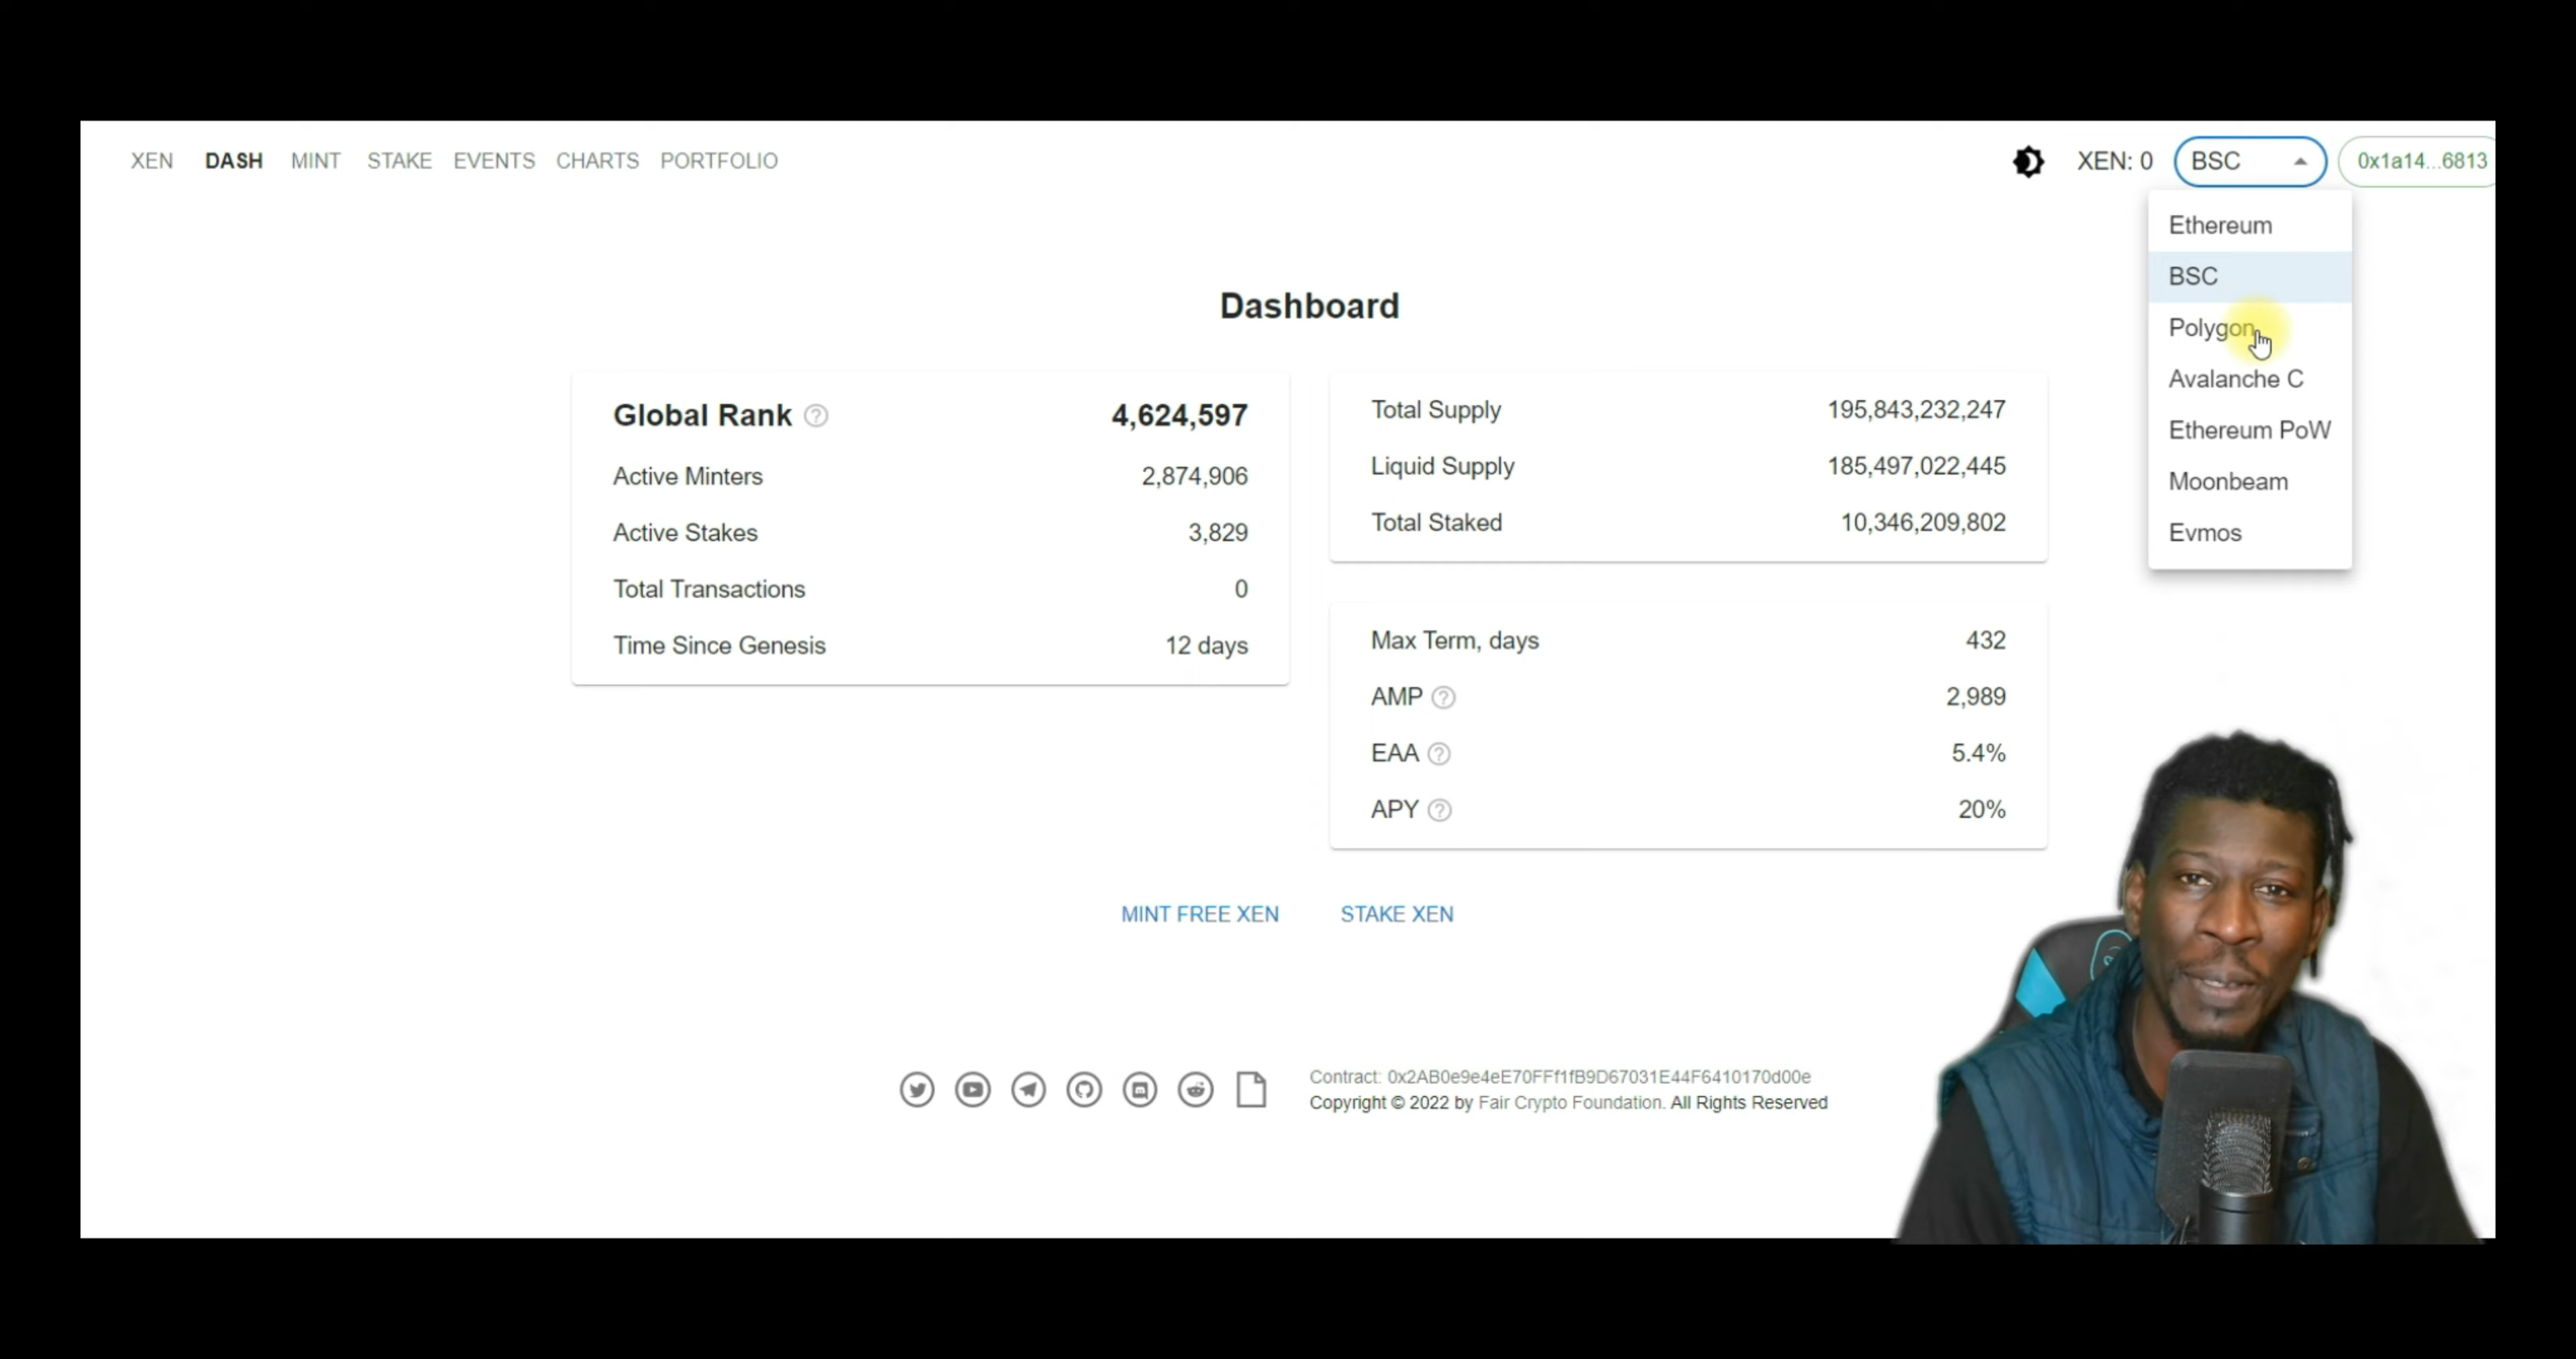 XEN DASH MINT STAKE EVENTS CHARTS PORTFOLIO XEN: 0 BSC 0x1a14...6813
Ethereum
BSC
Polygon
Avalanche C
Ethereum PoW
Moonbeam
Evmos
Dashboard
Global Rank 4,624,597
Active Minters 2,874,906
Active Stakes 3,829
Total Transactions 0
Time Since Genesis 12 days
Total Supply 195,843,232,247
Liquid Supply 185,497,022,445
Total Staked 10,346,209,802
Max Term, days 432
AMP 2,989
EAA 5.4%
APY 20%
MINT FREE XEN STAKE XEN
Contract: 0x2AB0e9e4eE70FFf1fB9D67031E44F6410170d00e
Copyright © 2022 by Fair Crypto Foundation. All Rights Reserved